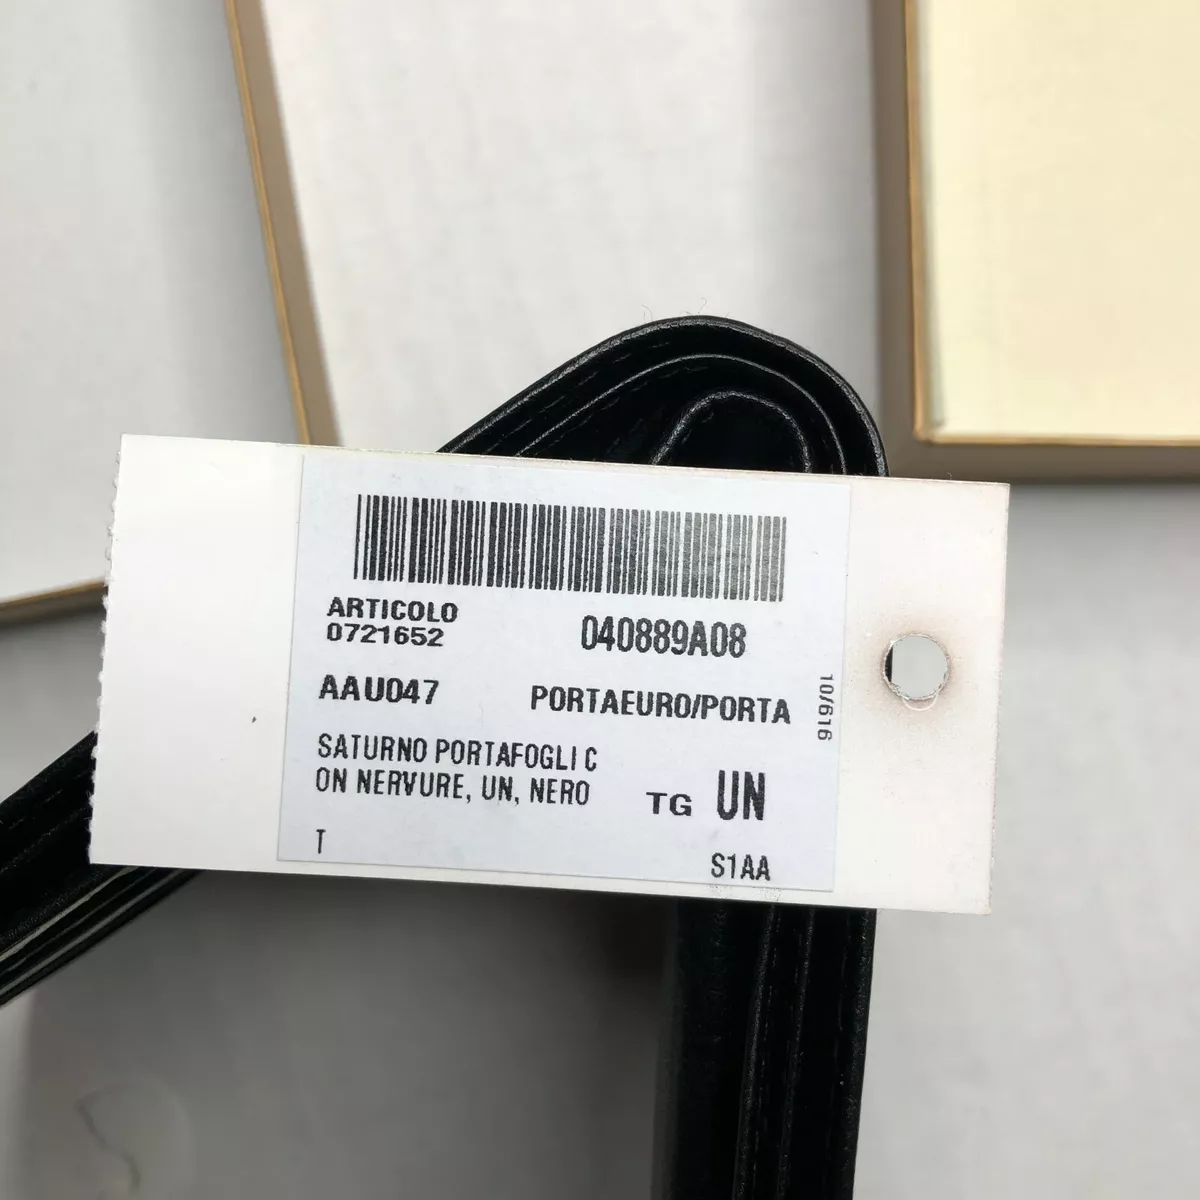 ARTICOLO
0721652
040889A08
AAU047
PORTAEURO/PORTA
10/616
SATURNO PORTAFOGLI C
ON NERVURE, UN, NERO
TG UN
T
S1AA